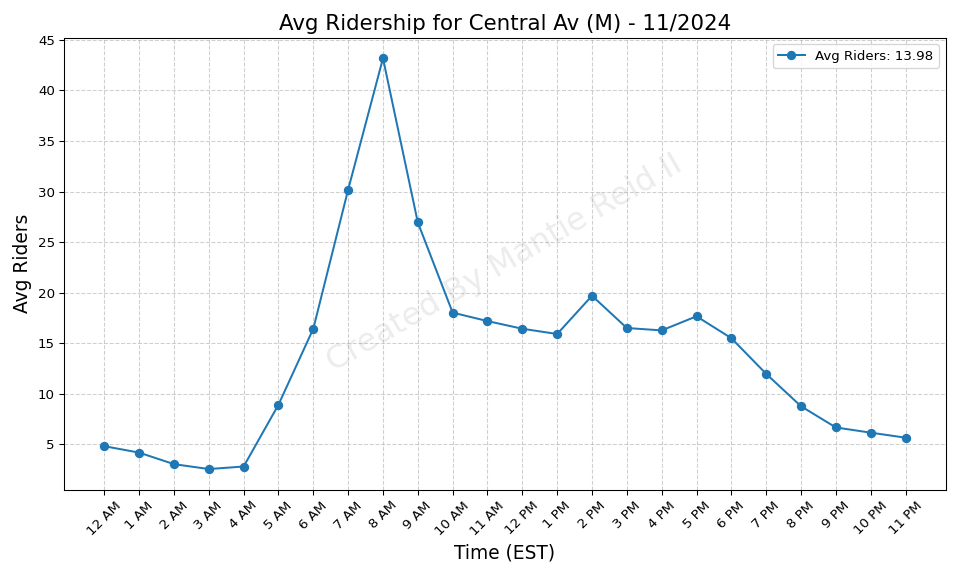 Avg Ridership for Central Av (M) - 11/2024
Avg Riders: 13.98
45
40
35
30
25
20
15
10
5
Avg Riders
Created By Mantie Reid II
12 AM
1 AM
2 AM
3 AM
4 AM
5 AM
6 AM
7 AM
8 AM
9 AM
10 AM
11 AM
12 PM
1 PM
2 PM
3 PM
4 PM
5 PM
6 PM
7 PM
8 PM
9 PM
10 PM
11 PM
Time (EST)